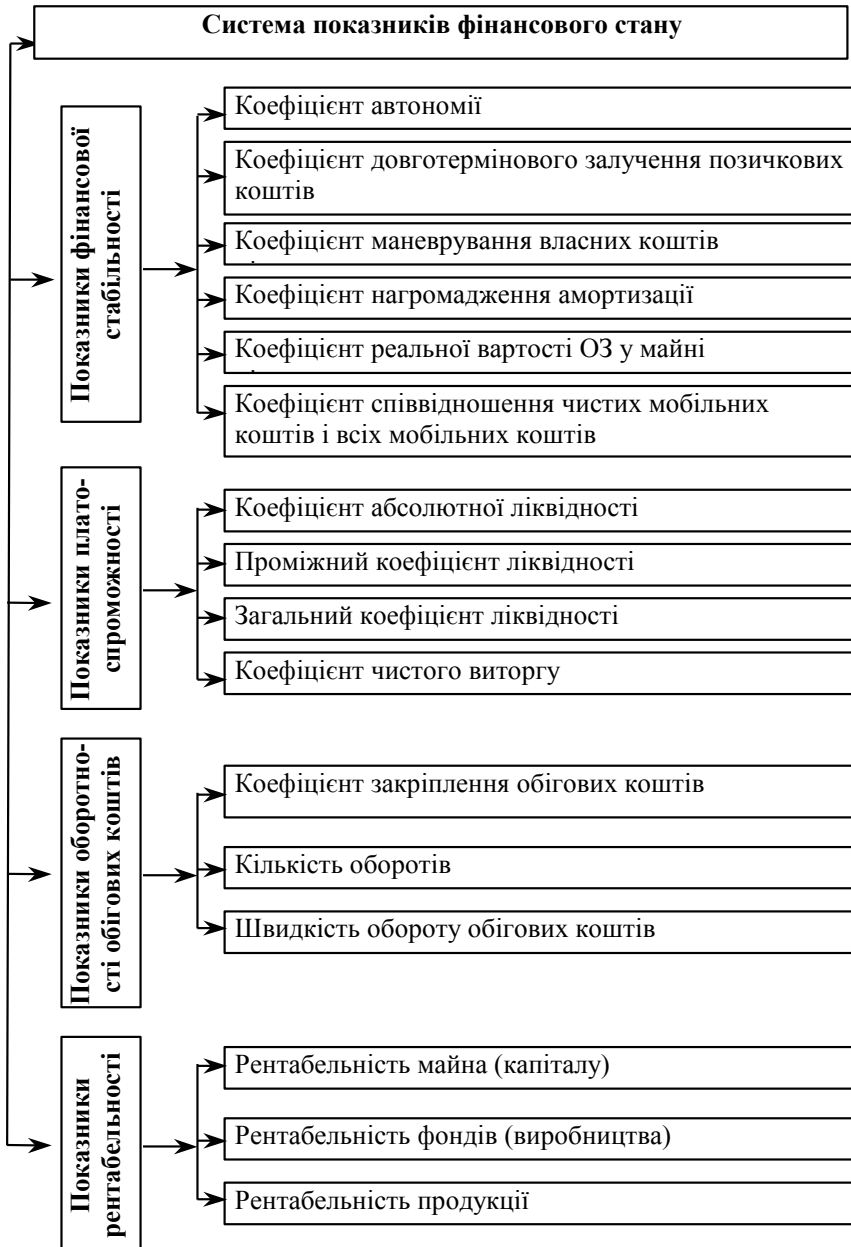 Система показників фінансового стану
Показники фінансової
стабільності
Коефіцієнт автономії
Коефіцієнт довготермінового залучення позичкових
коштів
Коефіцієнт маневрування власних коштів
Коефіцієнт нагромадження амортизації
Коефіцієнт реальної вартості ОЗ у майні
Коефіцієнт співвідношення чистих мобільних
коштів і всіх мобільних коштів
Показники плато-
спроможності
Коефіцієнт абсолютної ліквідності
Проміжний коефіцієнт ліквідності
Загальний коефіцієнт ліквідності
Коефіцієнт чистого виторгу
Показники оборотно-
сті обігових коштів
Коефіцієнт закріплення обігових коштів
Кількість оборотів
Швидкість обороту обігових коштів
Показники
рентабельності
Рентабельність майна (капіталу)
Рентабельність фондів (виробництва)
Рентабельність продукції